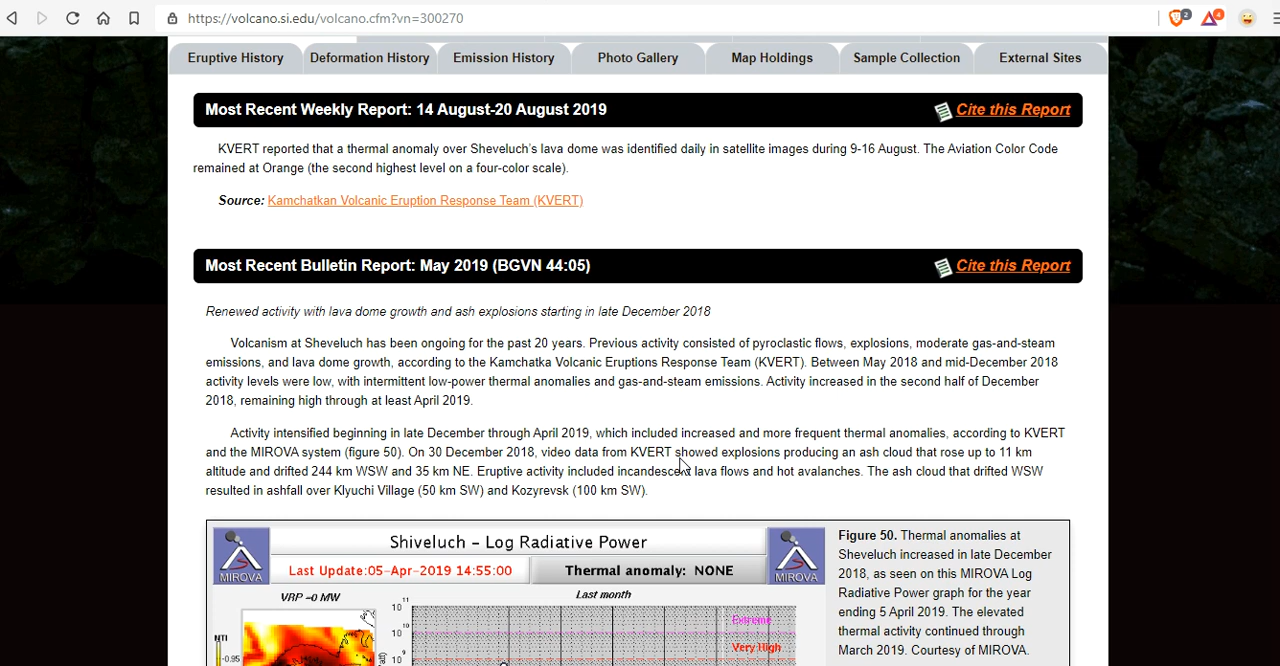 https://volcano.si.edu/volcano.cfm?vn=300270
2
4
Eruptive History Deformation History Emission History Photo Gallery Map Holdings Sample Collection External Sites
Most Recent Weekly Report: 14 August-20 August 2019 Cite this Report
KVERT reported that a thermal anomaly over Sheveluch's lava dome was identified daily in satellite images during 9-16 August. The Aviation Color Code
remained at Orange (the second highest level on a four-color scale).
Source: Kamchatkan Volcanic Eruption Response Team (KVERT)
Most Recent Bulletin Report: May 2019 (BGVN 44:05) Cite this Report
Renewed activity with lava dome growth and ash explosions starting in late December 2018
Volcanism at Sheveluch has been ongoing for the past 20 years. Previous activity consisted of pyroclastic flows, explosions, moderate gas-and-steam
emissions, and lava dome growth, according to the Kamchatka Volcanic Eruptions Response Team (KVERT). Between May 2018 and mid-December 2018
activity levels were low, with intermittent low-power thermal anomalies and gas-and-steam emissions. Activity increased in the second half of December
2018, remaining high through at least April 2019.
Activity intensified beginning in late December through April 2019, which included increased and more frequent thermal anomalies, according to KVERT
and the MIROVA system (figure 50). On 30 December 2018, video data from KVERT showed explosions producing an ash cloud that rose up to 11 km
altitude and drifted 244 km WSW and 35 km NE. Eruptive activity included incandescent lava flows and hot avalanches. The ash cloud that drifted WSW
resulted in ashfall over Klyuchi Village (50 km SW) and Kozyrevsk (100 km SW).
MIROVA
Shiveluch - Log Radiative Power
MIROVA
Last Update:05-Apr-2019 14:55:00 Thermal anomaly: NONE
VRP =0 MW
Last month
NTI
-0.95
10^11
10^10
10^9
Extreme
Very High
Figure 50. Thermal anomalies at
Sheveluch increased in late December
2018, as seen on this MIROVA Log
Radiative Power graph for the year
ending 5 April 2019. The elevated
thermal activity continued through
March 2019. Courtesy of MIROVA.